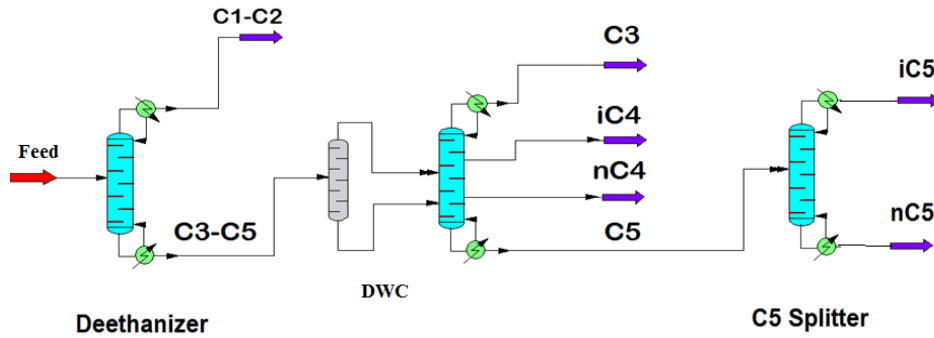 C1-C2
Feed
C3-C5
Deethanizer
DWC
C3
iC4
nC4
C5
iC5
nC5
C5 Splitter